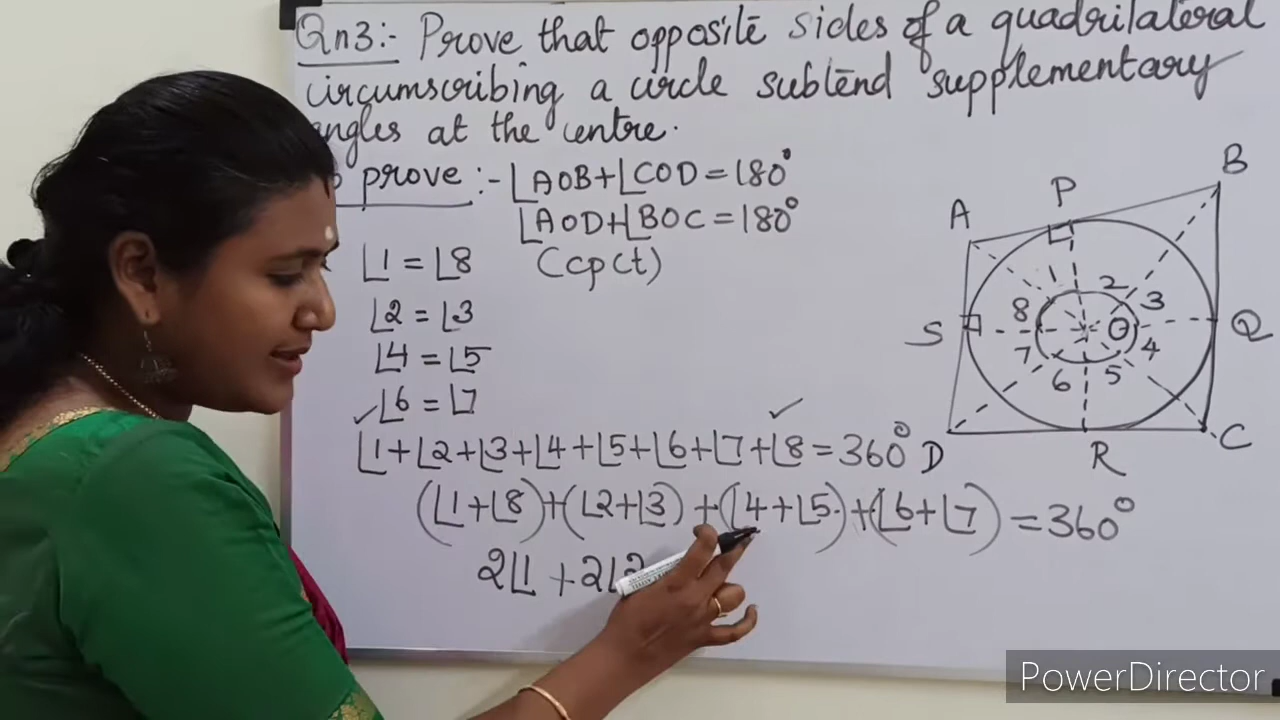 Qn3:- Prove that opposite sides of a quadrilateral
circumscribing a circle subtend supplementary
angles at the centre.
prove :- ∠AOB+∠COD=180°
∠AOD+∠BOC=180°
∠1=∠8 (cpct)
∠2=∠3
∠4=∠5
✓∠6=∠7
✓
∠1+∠2+∠3+∠4+∠5+∠6+∠7+∠8=360°
(∠1+∠8)+(∠2+∠3)+(∠4+∠5)+(∠6+∠7)=360°
2∠1+2∠2
B
P
A
1 2
8 3
S O Q
7 4
6 5
D R C
PowerDirector